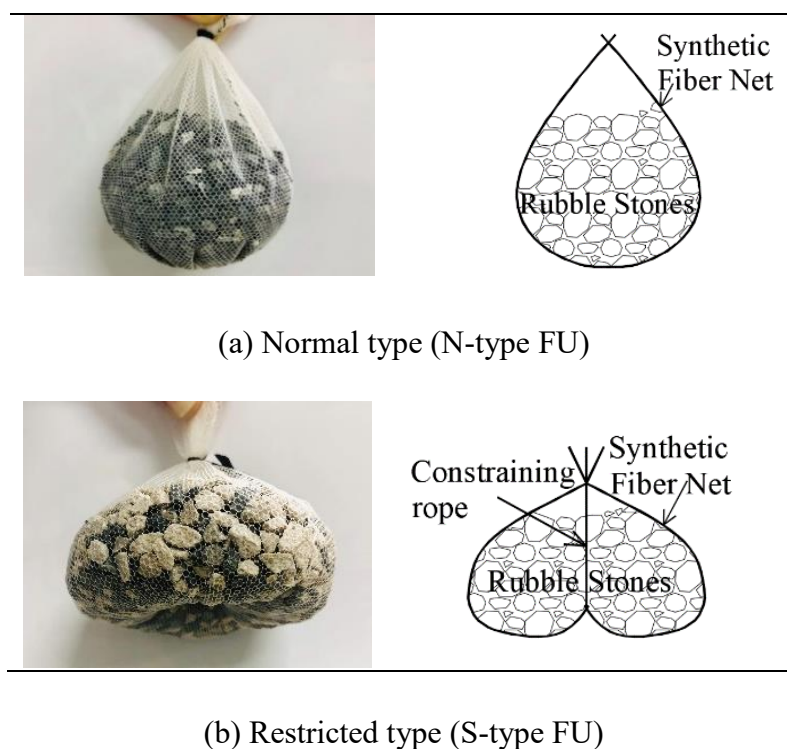 Synthetic
Fiber Net
Rubble Stones
(a) Normal type (N-type FU)
Constraining
rope
Synthetic
Fiber Net
Rubble Stones
(b) Restricted type (S-type FU)